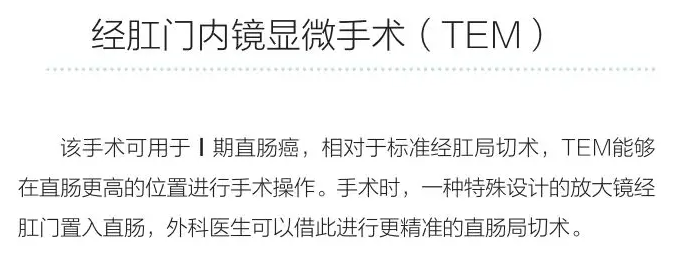 经肛门内镜显微手术（TEM）
该手术可用于Ⅰ期直肠癌，相对于标准经肛局切术，TEM能够
在直肠更高的位置进行手术操作。手术时，一种特殊设计的放大镜经
肛门置入直肠，外科医生可以借此进行更精准的直肠局切术。